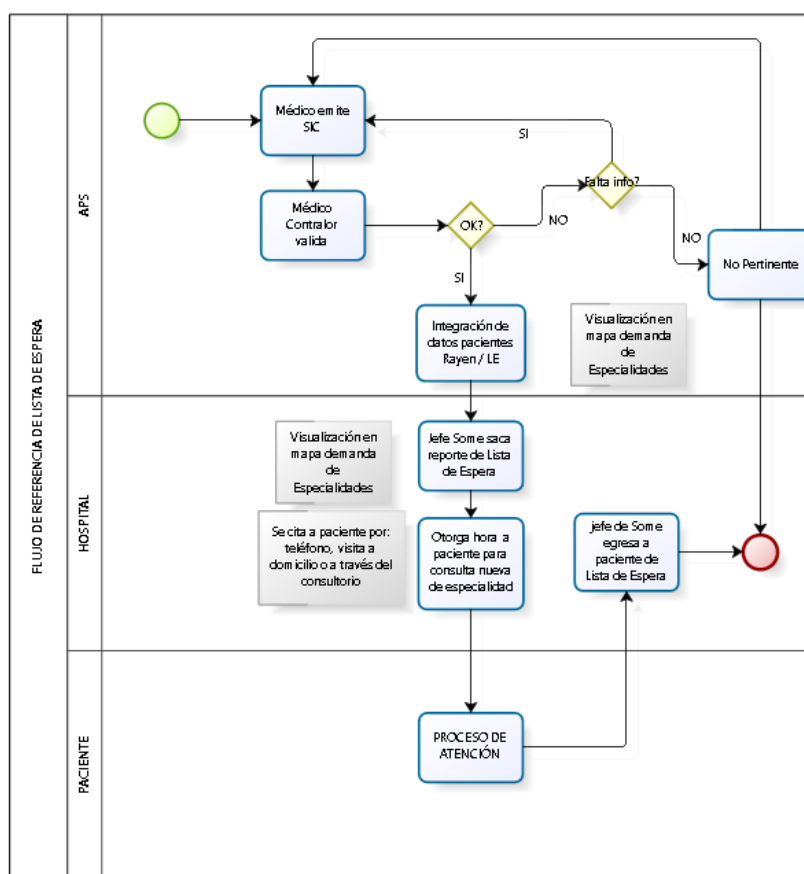 FLUJO DE REFERENCIA DE LISTA DE ESPERA
APS
Médico emite
SIC
SI
Falta info?
Médico
Contralor
valida
OK?
NO
NO
No Pertinente
SI
Integración de
datos pacientes
Rayen / LE
Visualización en
mapa demanda
de
Especialidades
HOSPITAL
Visualización en
mapa demanda
de
Especialidades
Jefe Some saca
reporte de Lista
de Espera
Se cita a paciente por:
teléfono, visita a
domicilio o a través del
consultorio
Otorga hora a
paciente para
consulta nueva
de especialidad
jefe de Some
egresa a
paciente de
Lista de Espera
PACIENTE
PROCESO DE
ATENCIÓN